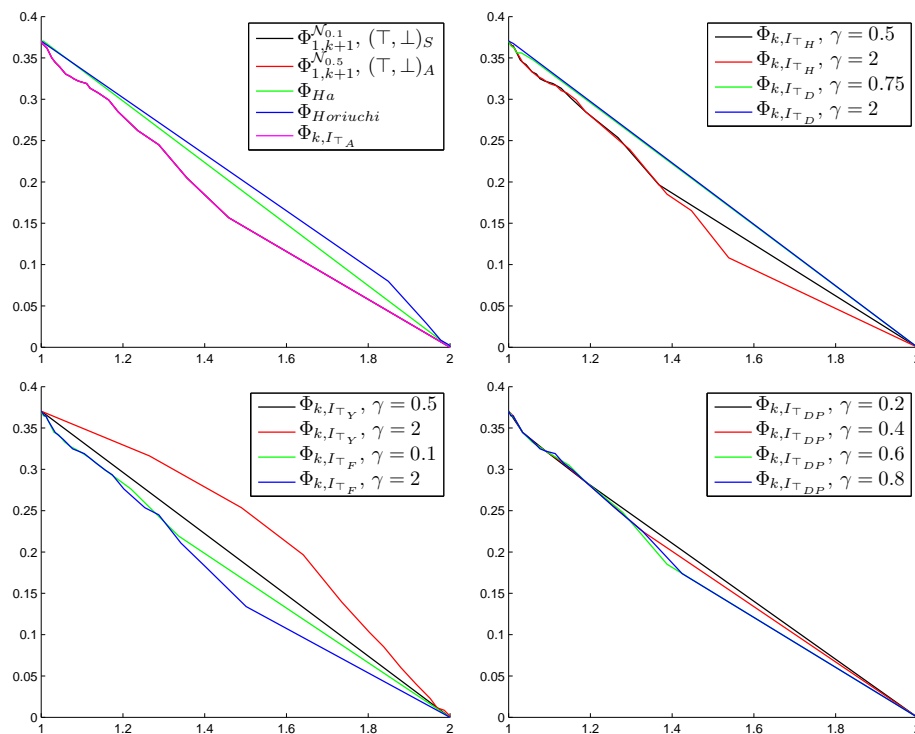 0.4
0.35
0.3
0.25
0.2
0.15
0.1
0.05
0
1 1.2 1.4 1.6 1.8 2
Φ^{𝒩_{0.1}}_{1,k+1}, (⊤, ⊥)_S
Φ^{𝒩_{0.5}}_{1,k+1}, (⊤, ⊥)_A
Φ_{Ha}
Φ_{Horiuchi}
Φ_{k,I_{⊤_A}}
0.4
0.35
0.3
0.25
0.2
0.15
0.1
0.05
0
1 1.2 1.4 1.6 1.8 2
Φ_{k,I_{⊤_H}}, γ = 0.5
Φ_{k,I_{⊤_H}}, γ = 2
Φ_{k,I_{⊤_D}}, γ = 0.75
Φ_{k,I_{⊤_D}}, γ = 2
0.4
0.35
0.3
0.25
0.2
0.15
0.1
0.05
0
1 1.2 1.4 1.6 1.8 2
Φ_{k,I_{⊤_Y}}, γ = 0.5
Φ_{k,I_{⊤_Y}}, γ = 2
Φ_{k,I_{⊤_F}}, γ = 0.1
Φ_{k,I_{⊤_F}}, γ = 2
0.4
0.35
0.3
0.25
0.2
0.15
0.1
0.05
0
1 1.2 1.4 1.6 1.8 2
Φ_{k,I_{⊤_{DP}}}, γ = 0.2
Φ_{k,I_{⊤_{DP}}}, γ = 0.4
Φ_{k,I_{⊤_{DP}}}, γ = 0.6
Φ_{k,I_{⊤_{DP}}}, γ = 0.8